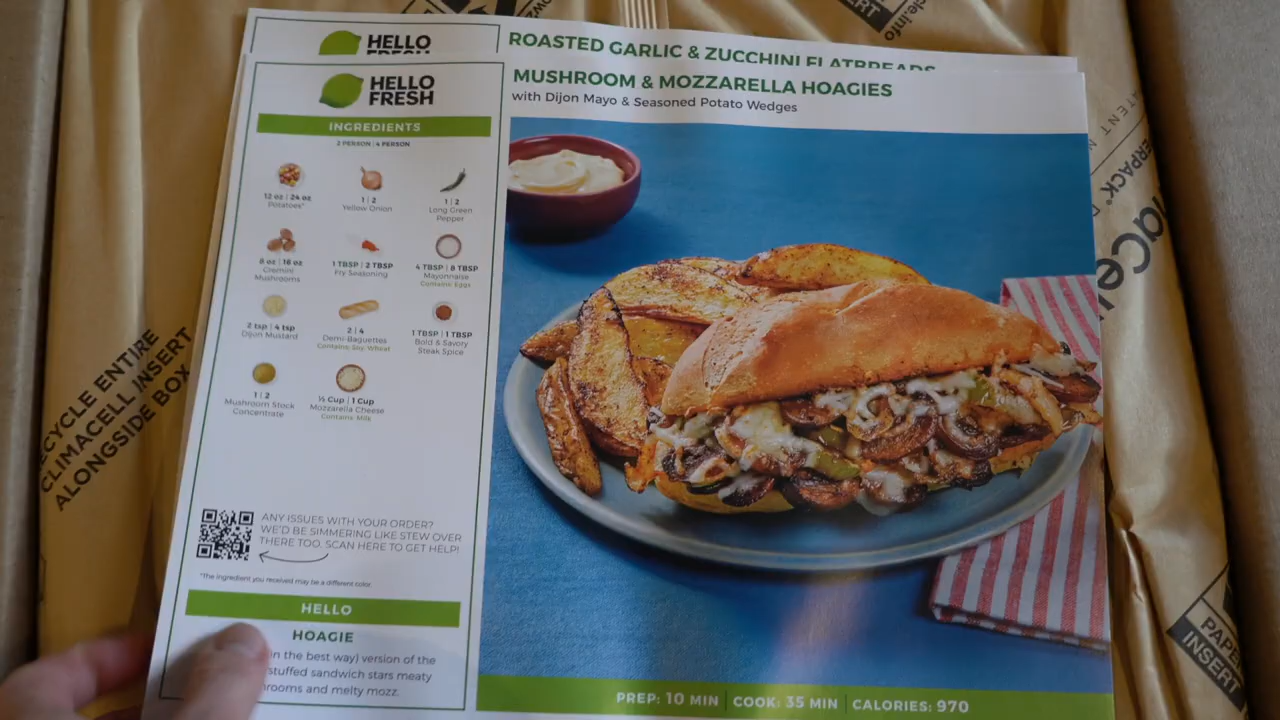 HELLO
FRESH
ROASTED GARLIC & ZUCCHINI FLATBREADS
HELLO
FRESH
MUSHROOM & MOZZARELLA HOAGIES
with Dijon Mayo & Seasoned Potato Wedges
INGREDIENTS
2 PERSON | 4 PERSON
12 oz | 24 oz
Potatoes*
1 | 2
Yellow Onion
1 | 2
Long Green
Pepper
8 oz | 16 oz
Cremini
Mushrooms
1 TBSP | 2 TBSP
Fry Seasoning
4 TBSP | 8 TBSP
Mayonnaise
Contains: Eggs
2 tsp | 4 tsp
Dijon Mustard
2 | 4
Demi-Baguettes
Contains: Soy, Wheat
1 TBSP | 1 TBSP
Bold & Savory
Steak Spice
1 | 2
Mushroom Stock
Concentrate
½ Cup | 1 Cup
Mozzarella Cheese
Contains: Milk
ANY ISSUES WITH YOUR ORDER?
WE'D BE SIMMERING LIKE STEW OVER
THERE TOO. SCAN HERE TO GET HELP!
*The ingredient you received may be a different color.
HELLO
HOAGIE
in the best way) version of the
stuffed sandwich stars meaty
rooms and melty mozz.
PREP: 10 MIN | COOK: 35 MIN | CALORIES: 970
CYCLE ENTIRE
CLIMACELL INSERT
ALONGSIDE BOX
cle.info
ERPACK
PAPER
INSERT